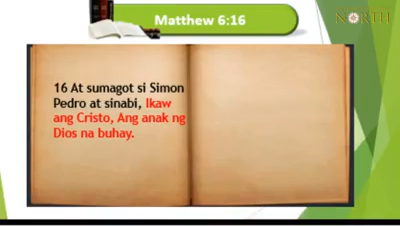 Matthew 6:16
NORTH
16 At sumagot si Simon
Pedro at sinabi, Ikaw
ang Cristo, Ang anak ng
Dios na buhay.